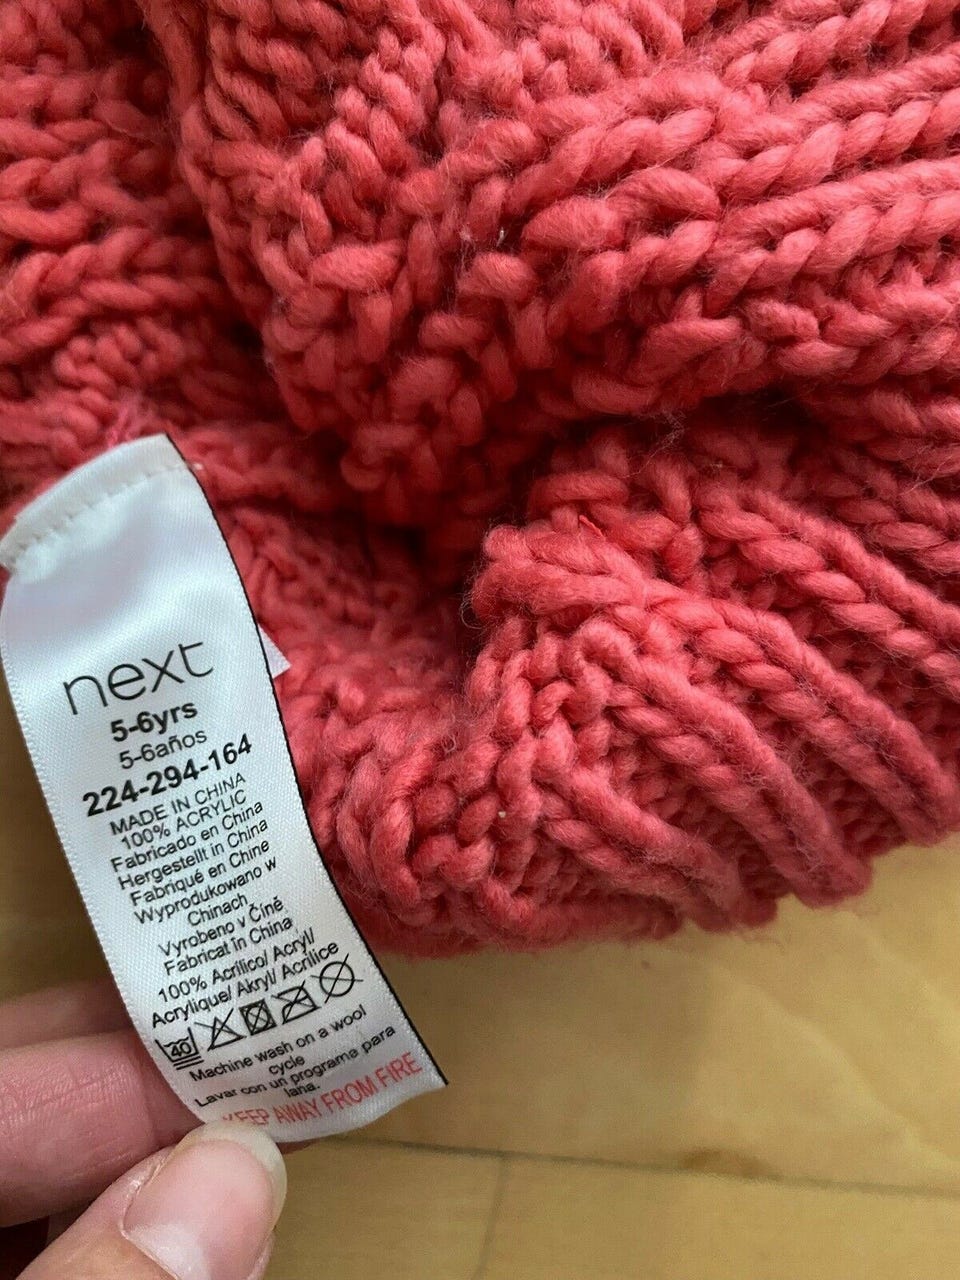 next
5-6yrs
5-6años
224-294-164
MADE IN CHINA
100% ACRYLIC
Fabricado en China
Hergestellt in China
Fabriqué en Chine
Wyprodukowano w
Chinach
Vyrobeno v Číně
Fabricat în China
100% Acrílico/ Acryl/
Acrylique/ Akryl/ Acrilice
40
Machine wash on a wool
cycle
Lavar con un programa para
lana.
KEEP AWAY FROM FIRE